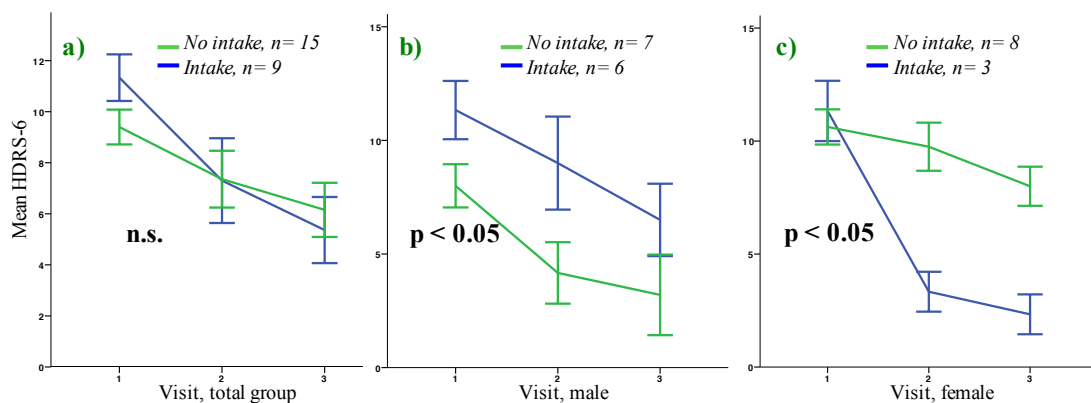 a)
No intake, n= 15
Intake, n= 9
Mean HDRS-6
12
10
8
6
4
2
0
n.s.
1
2
3
Visit, total group
b)
No intake, n= 7
Intake, n= 6
15
10
5
0
p < 0.05
1
2
3
Visit, male
c)
No intake, n= 8
Intake, n= 3
15
10
5
0
p < 0.05
1
2
3
Visit, female